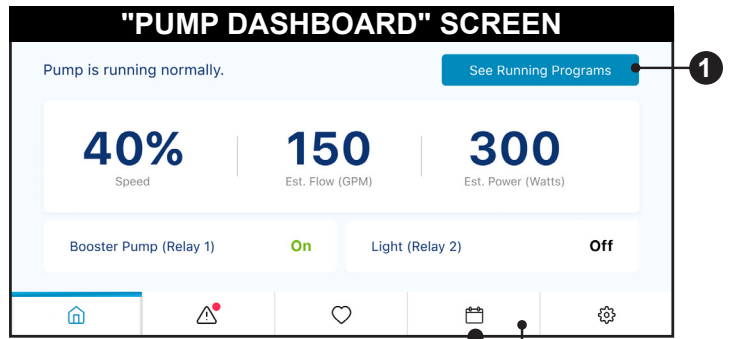 "PUMP DASHBOARD" SCREEN
Pump is running normally.
See Running Programs
1
40%
150
300
Speed
Est. Flow (GPM)
Est. Power (Watts)
Booster Pump (Relay 1)
On
Light (Relay 2)
Off